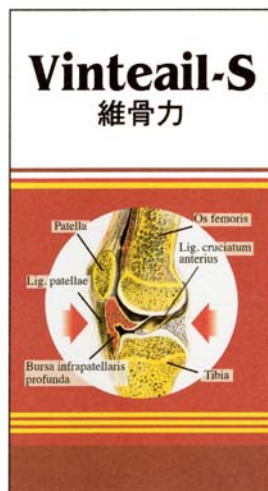 Vinteail-S
維骨力
Patella
Os femoris
Lig. cruciatum
anterius
Lig. patellae
Bursa infrapatellaris
profunda
Tibia